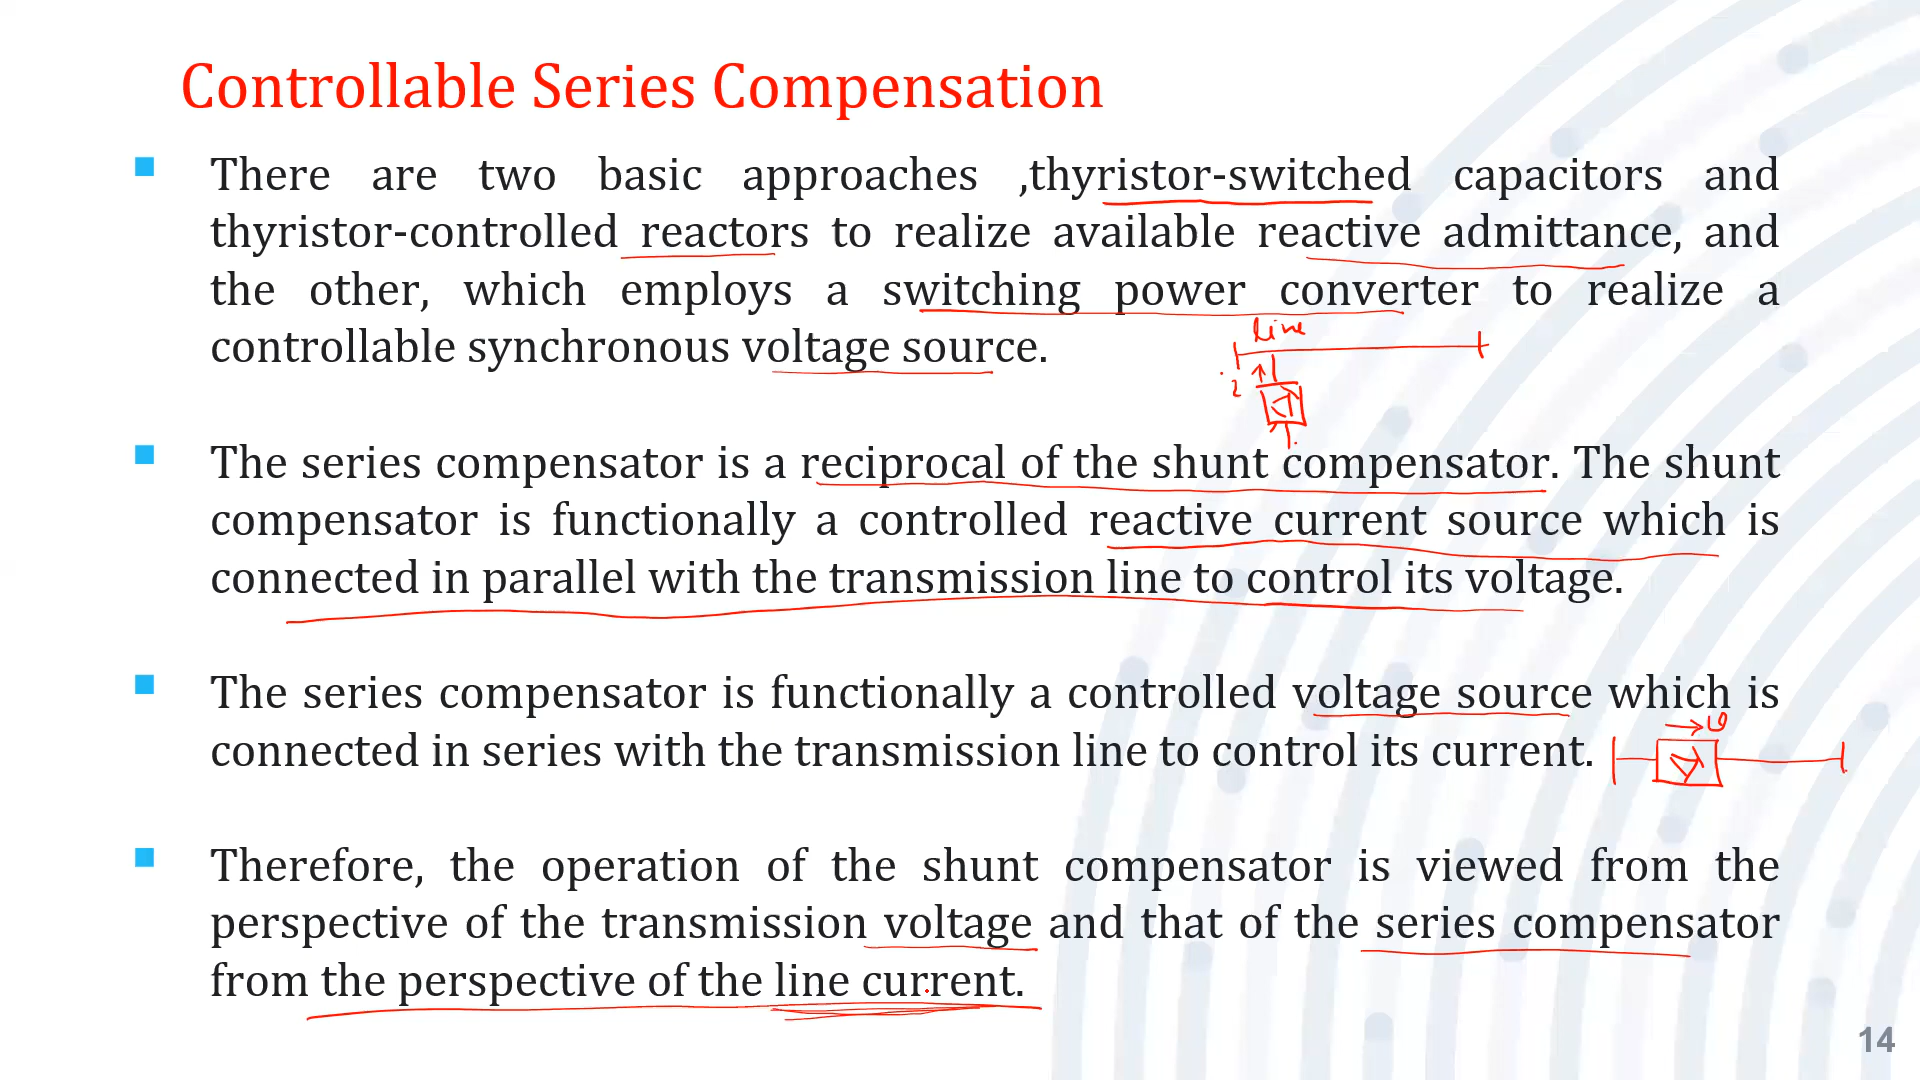 Controllable Series Compensation
There are two basic approaches ,thyristor-switched capacitors and
thyristor-controlled reactors to realize available reactive admittance, and
the other, which employs a switching power converter to realize a
controllable synchronous voltage source.
line
i
The series compensator is a reciprocal of the shunt compensator. The shunt
compensator is functionally a controlled reactive current source which is
connected in parallel with the transmission line to control its voltage.
The series compensator is functionally a controlled voltage source which is
connected in series with the transmission line to control its current.
Therefore, the operation of the shunt compensator is viewed from the
perspective of the transmission voltage and that of the series compensator
from the perspective of the line current.
14